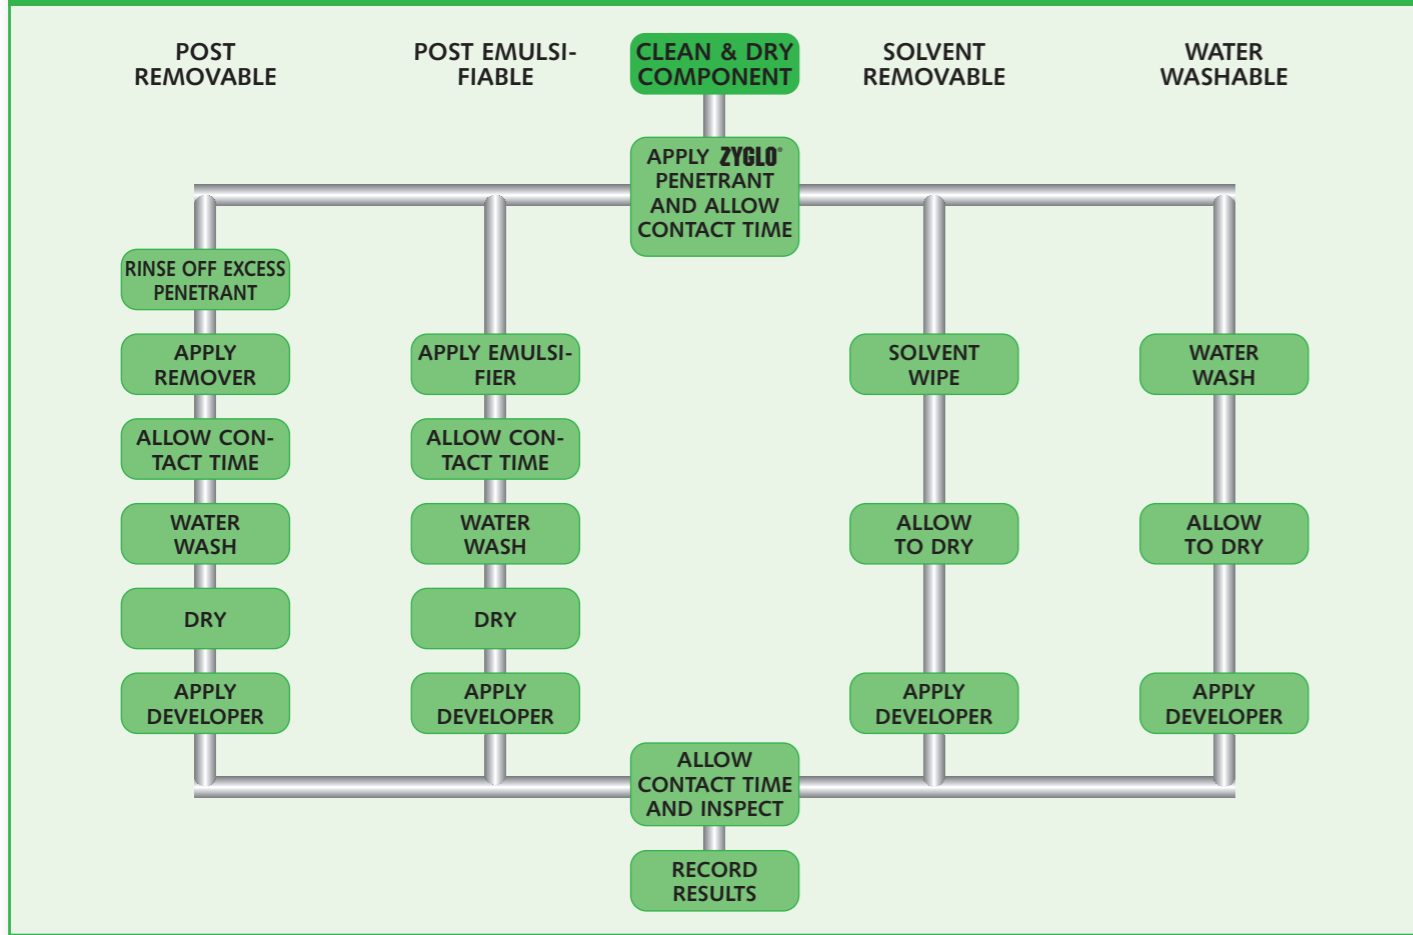 POST
REMOVABLE
POST EMULSI-
FIABLE
CLEAN & DRY
COMPONENT
SOLVENT
REMOVABLE
WATER
WASHABLE
APPLY ZYGLO®
PENETRANT
AND ALLOW
CONTACT TIME
RINSE OFF EXCESS
PENETRANT
APPLY
REMOVER
ALLOW CON-
TACT TIME
WATER
WASH
DRY
APPLY
DEVELOPER
APPLY EMULSI-
FIER
ALLOW CON-
TACT TIME
WATER
WASH
DRY
APPLY
DEVELOPER
SOLVENT
WIPE
ALLOW
TO DRY
APPLY
DEVELOPER
WATER
WASH
ALLOW
TO DRY
APPLY
DEVELOPER
ALLOW
CONTACT TIME
AND INSPECT
RECORD
RESULTS